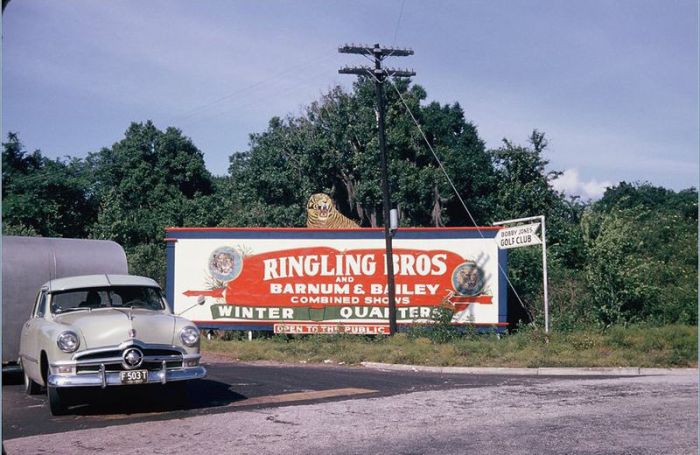 RINGLING BROS
AND
BARNUM & BAILEY
COMBINED SHOWS
WINTER QUARTERS
OPEN TO THE PUBLIC
BOBBY JONES
GOLF CLUB
F 503 T